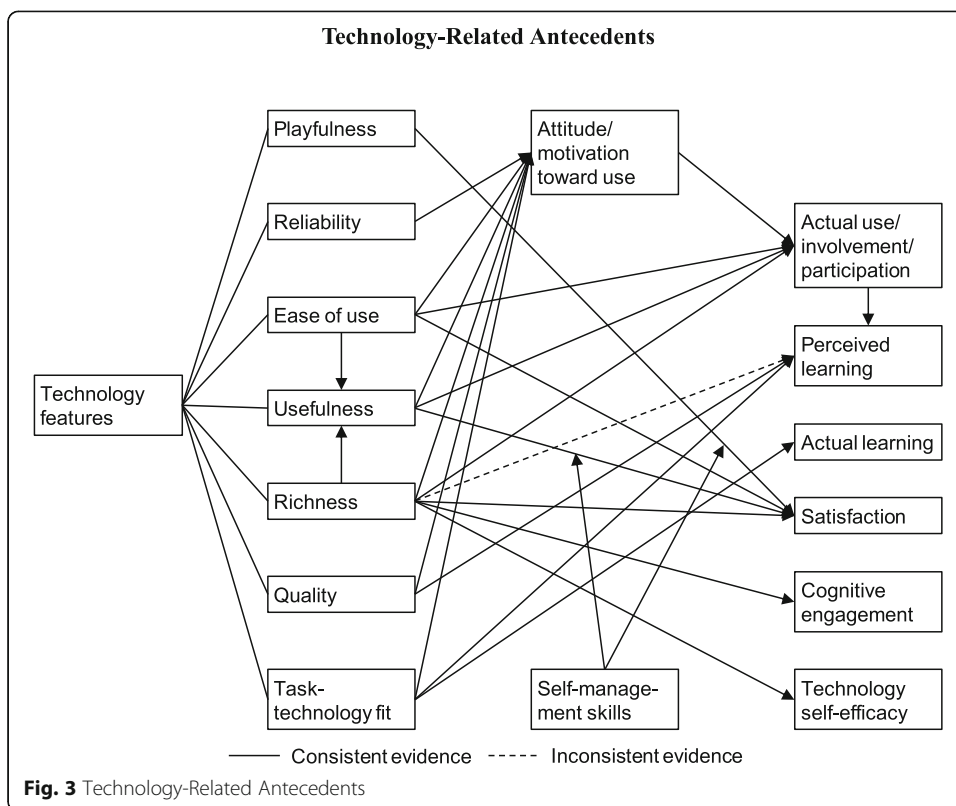 Technology-Related Antecedents
Playfulness
Attitude/
motivation
toward use
Reliability
Actual use/
involvement/
participation
Ease of use
Perceived
learning
Technology
features
Usefulness
Actual learning
Richness
Satisfaction
Quality
Cognitive
engagement
Task-
technology fit
Self-manage-
ment skills
Technology
self-efficacy
Consistent evidence
Inconsistent evidence
Fig. 3 Technology-Related Antecedents